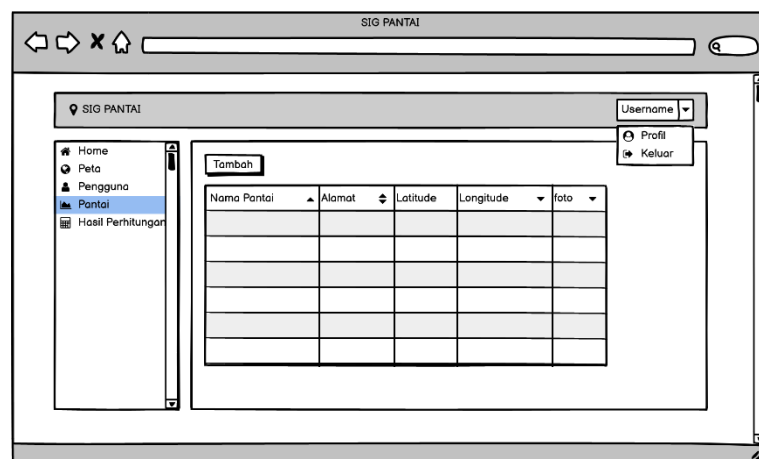 SIG PANTAI
SIG PANTAI
Username
Profil
Keluar
Home
Peta
Pengguna
Pantai
Hasil Perhitungan
Tambah
Nama Pantai Alamat Latitude Longitude foto